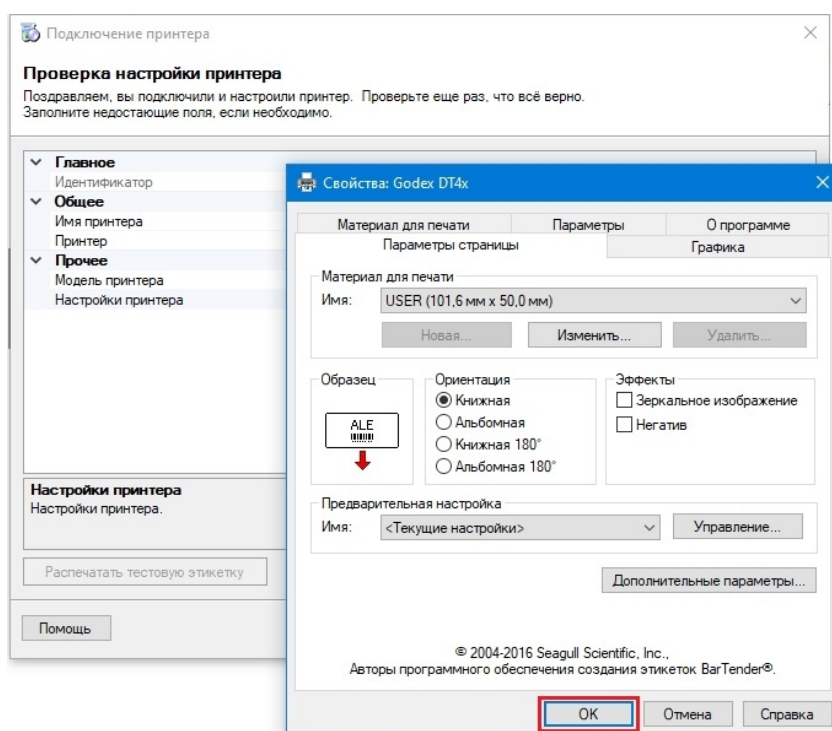 Подключение принтера
Проверка настройки принтера
Поздравляем, вы подключили и настроили принтер. Проверьте еще раз, что всё верно.
Заполните недостающие поля, если необходимо.
Главное
Идентификатор
Общее
Имя принтера
Принтер
Прочее
Модель принтера
Настройки принтера
Настройки принтера
Настройки принтера.
Распечатать тестовую этикетку
Помощь
Свойства: Godex DT4x
Материал для печати Параметры О программе
Параметры страницы Графика
Материал для печати
Имя: USER (101,6 мм x 50,0 мм)
Новая... Изменить... Удалить...
Образец
ALE
Ориентация
Книжная
Альбомная
Книжная 180°
Альбомная 180°
Эффекты
Зеркальное изображение
Негатив
Предварительная настройка
Имя: <Текущие настройки> Управление...
Дополнительные параметры...
© 2004-2016 Seagull Scientific, Inc.,
Авторы программного обеспечения создания этикеток BarTender®.
OK Отмена Справка